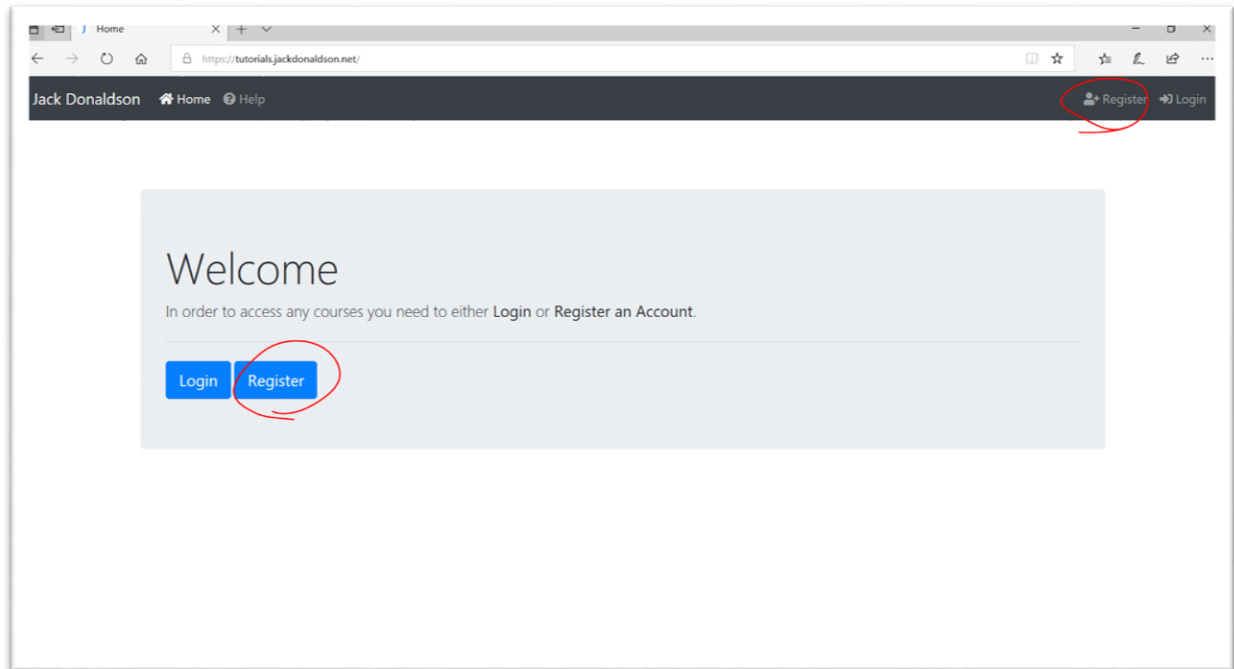 J Home
https://tutorials.jackdonaldson.net/
Jack Donaldson Home Help Register Login
Welcome
In order to access any courses you need to either Login or Register an Account.
Login Register